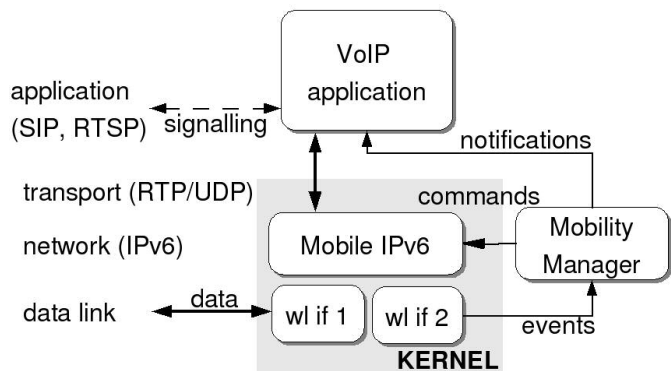 VoIP
application
application
(SIP, RTSP)
signalling
notifications
transport (RTP/UDP)
commands
network (IPv6)
Mobile IPv6
Mobility
Manager
data link
data
wl if 1
wl if 2
events
KERNEL